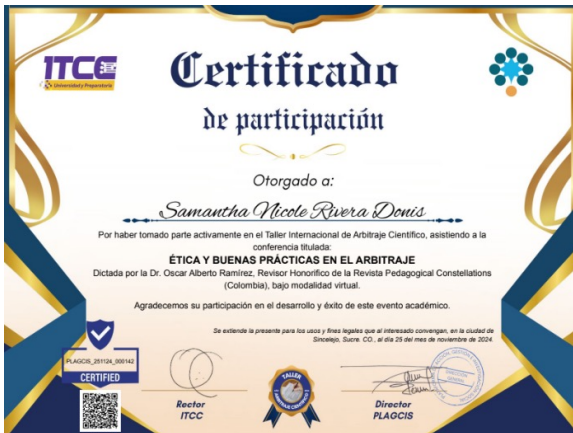 ITCE
Universidad y Preparatoria
Certificado
de participación
Otorgado a:
Samantha Nicole Rivera Donis
Por haber tomado parte activamente en el Taller Internacional de Arbitraje Científico, asistiendo a la
conferencia titulada:
ÉTICA Y BUENAS PRÁCTICAS EN EL ARBITRAJE
Dictada por la Dr. Oscar Alberto Ramírez, Revisor Honorifico de la Revista Pedagogical Constellations
(Colombia), bajo modalidad virtual.
Agradecemos su participación en el desarrollo y éxito de este evento académico.
Se extiende la presente para los usos y fines legales que al interesado convengan, en la ciudad de
Sincelejo, Sucre. CO., al día 25 del mes de noviembre de 2024.
PLAGCIS_251124_000142
CERTIFIED
Rector
ITCC
TALLER
Director
PLAGCIS